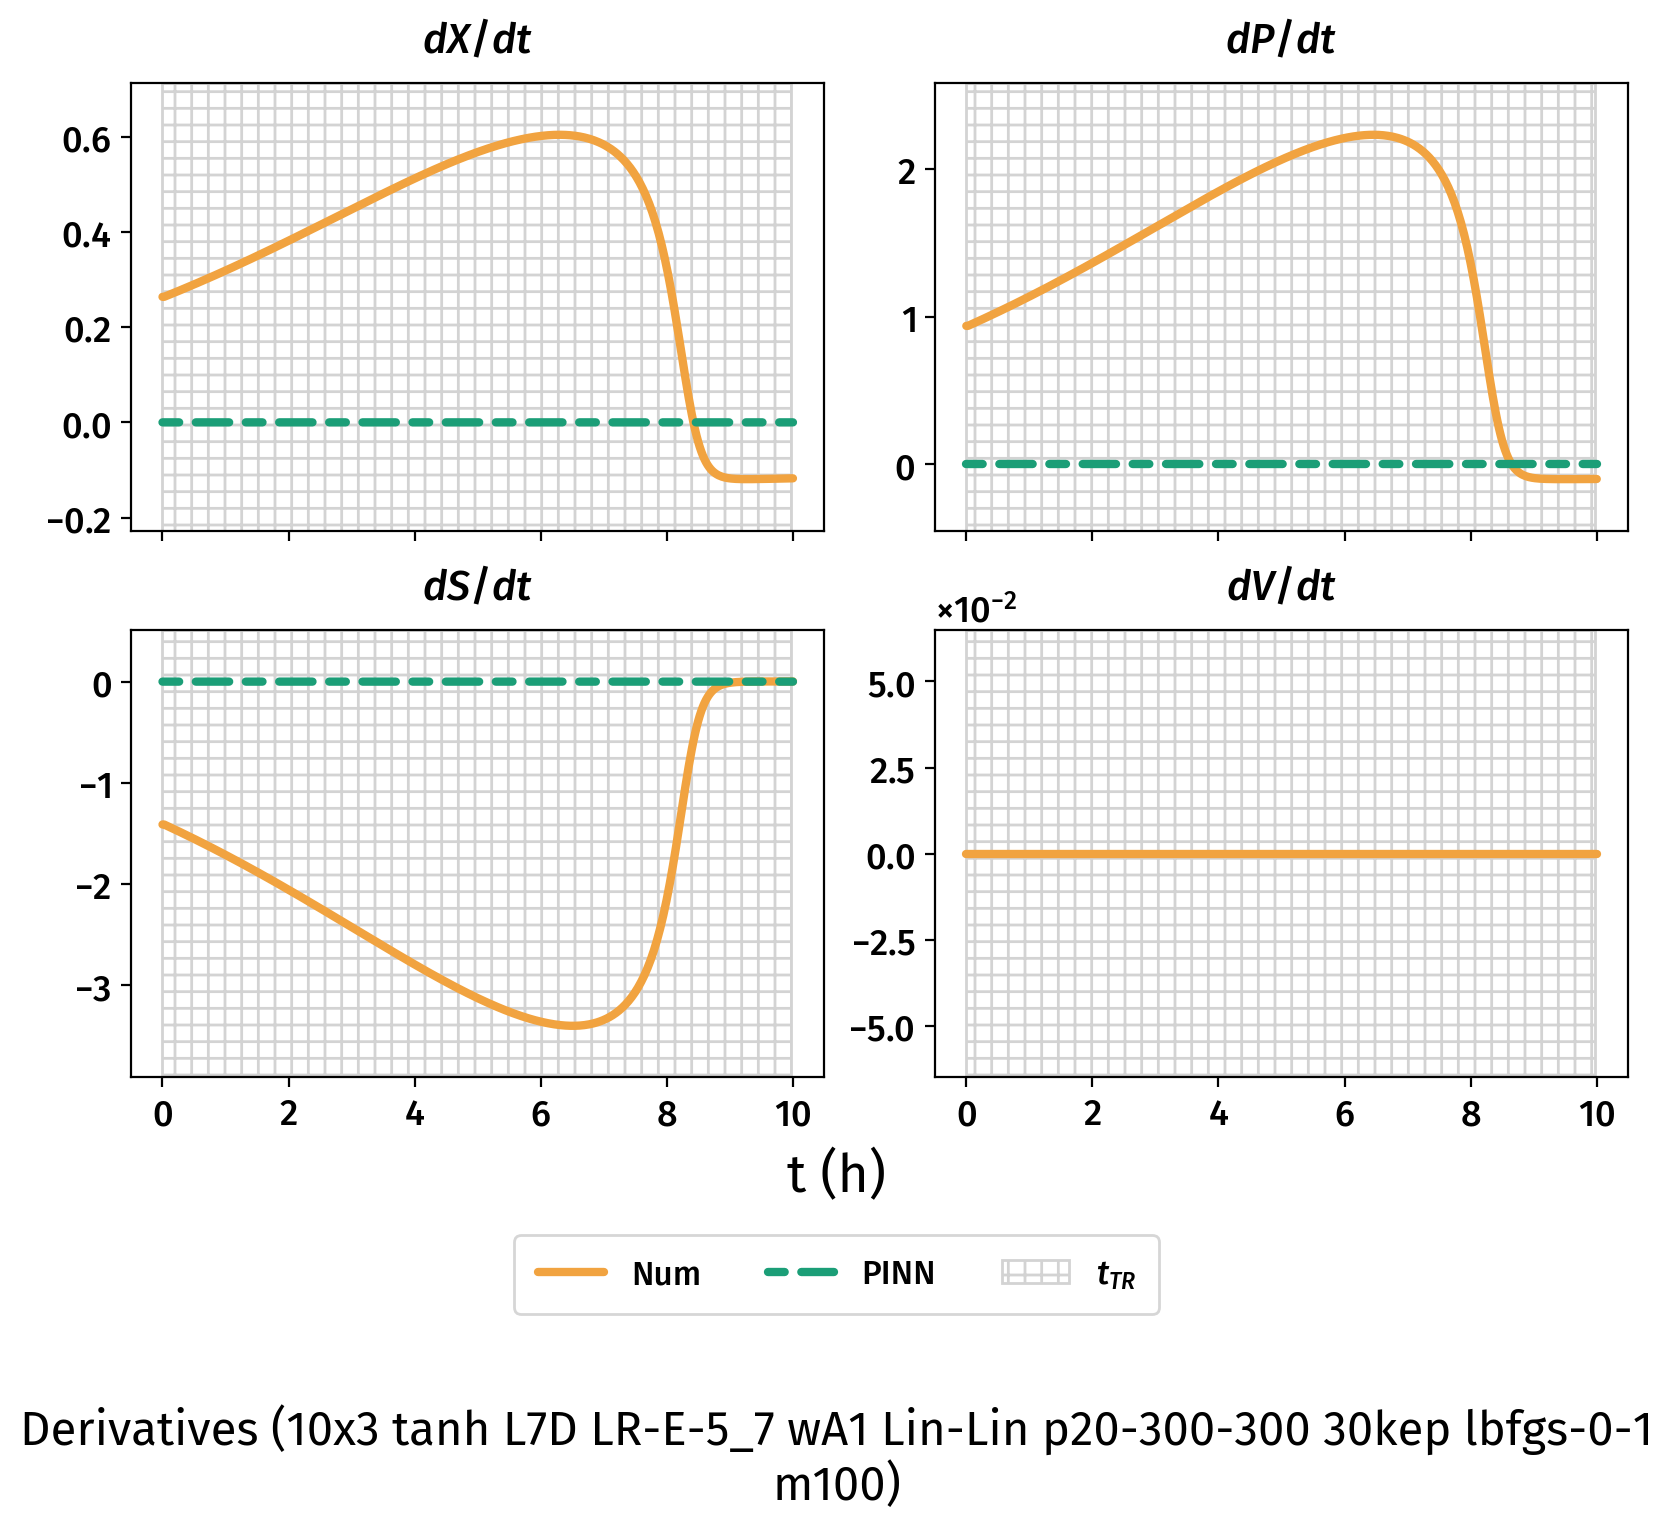 dX/dt
dP/dt
0.6
0.4
0.2
0.0
−0.2
2
1
0
dS/dt
dV/dt
×10⁻²
0
−1
−2
−3
5.0
2.5
0.0
−2.5
−5.0
0 2 4 6 8 10
0 2 4 6 8 10
t (h)
Num PINN t_TR
Derivatives (10x3 tanh L7D LR-E-5_7 wA1 Lin-Lin p20-300-300 30kep lbfgs-0-1
m100)